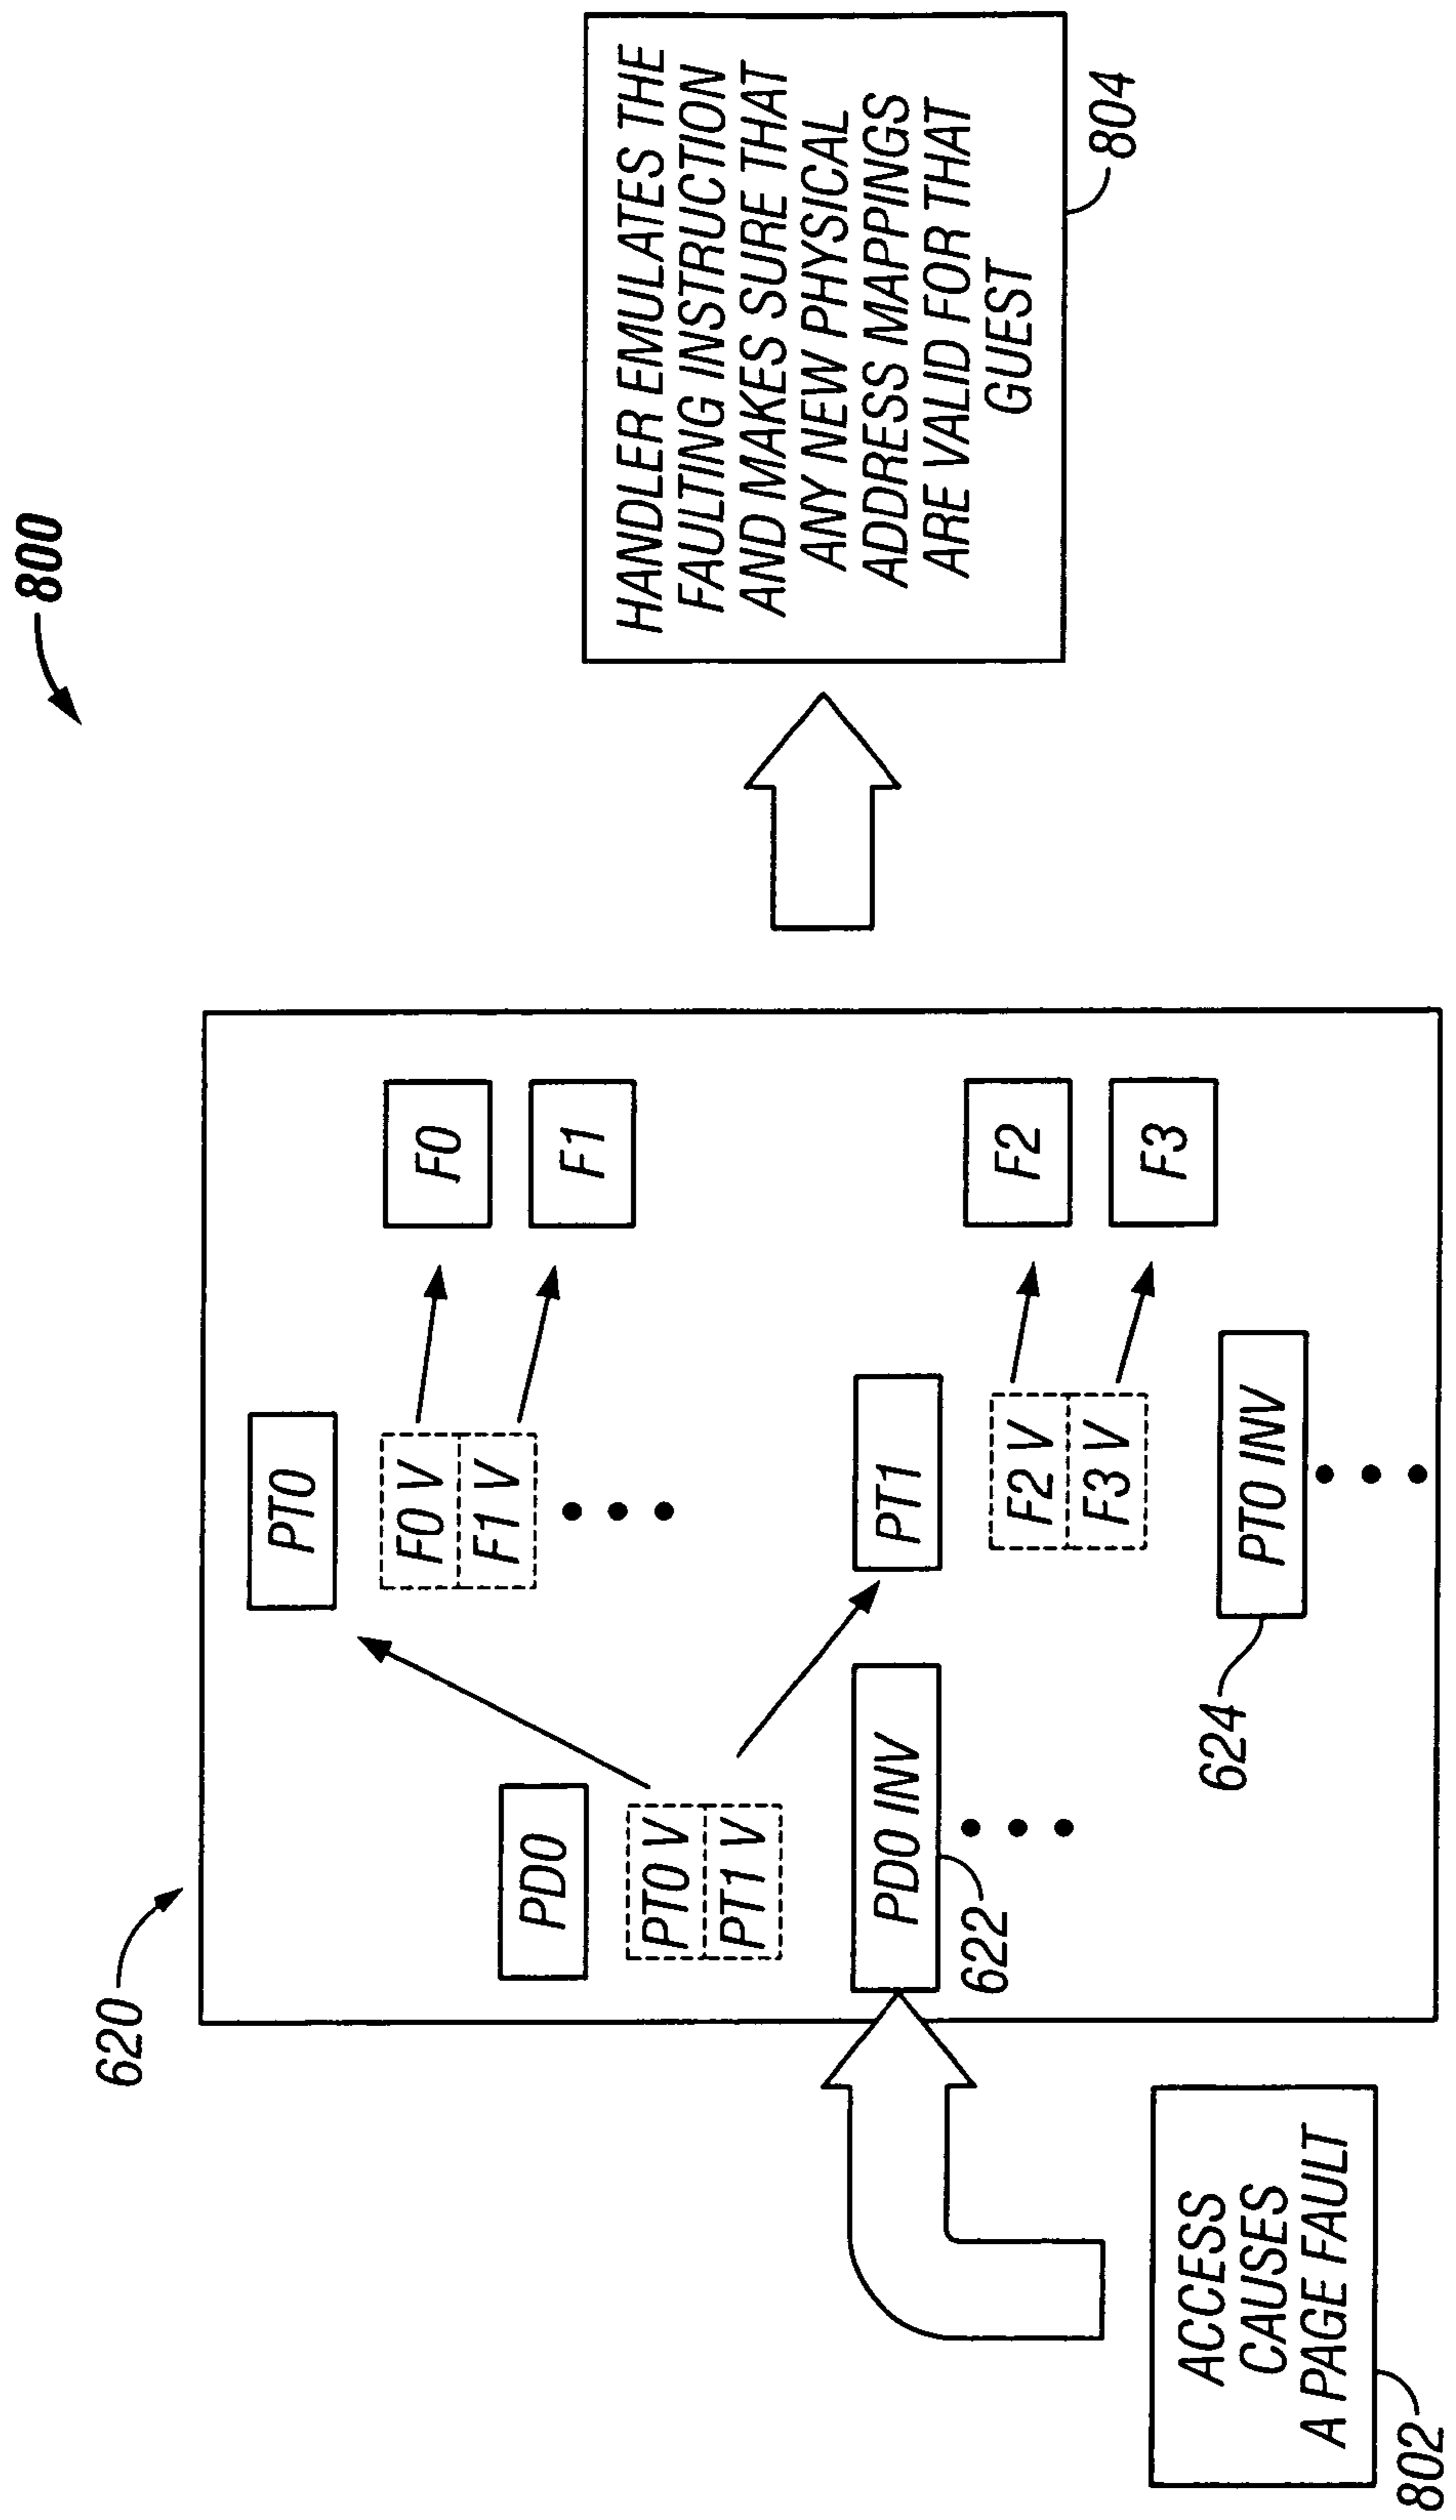 800
620
PT0
F0 V
F1 V
F0
F1
PD0
PT0 V
PT1 V
PD0 INV
622
PT1
F2 V
F3 V
F2
F3
PT0 INV
624
ACCESS
CAUSES
A PAGE FAULT
802
HANDLER EMULATES THE
FAULTING INSTRUCTION
AND MAKES SURE THAT
ANY NEW PHYSICAL
ADDRESS MAPPINGS
ARE VALID FOR THAT
GUEST
804